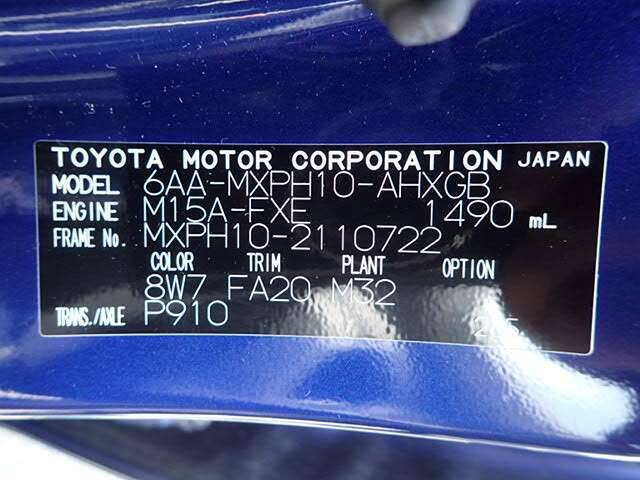 TOYOTA MOTOR CORPORATION JAPAN
MODEL 6AA-MXPH10-AHXGB
ENGINE M15A-FXE 1490 mL
FRAME No. MXPH10-2110722
COLOR TRIM PLANT OPTION
8W7 FA20 M32
TRANS./AXLE P910